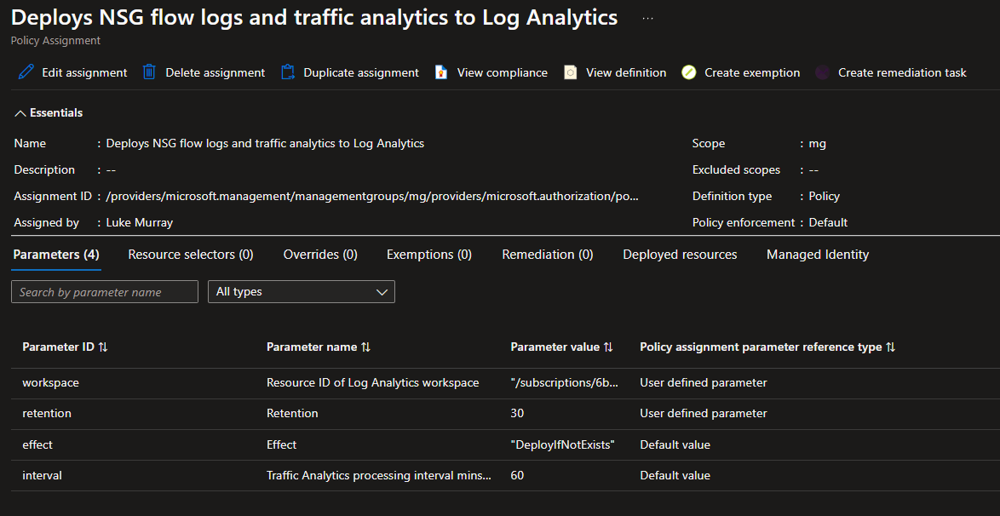 Deploys NSG flow logs and traffic analytics to Log Analytics ...
Policy Assignment
Edit assignment Delete assignment Duplicate assignment View compliance View definition Create exemption Create remediation task
Essentials
Name : Deploys NSG flow logs and traffic analytics to Log Analytics Scope : mg
Description : -- Excluded scopes : --
Assignment ID : /providers/microsoft.management/managementgroups/mg/providers/microsoft.authorization/po... Definition type : Policy
Assigned by : Luke Murray Policy enforcement : Default
Parameters (4) Resource selectors (0) Overrides (0) Exemptions (0) Remediation (0) Deployed resources Managed Identity
Search by parameter name All types
Parameter ID ↑↓ Parameter name ↑↓ Parameter value ↑↓ Policy assignment parameter reference type ↑↓
workspace Resource ID of Log Analytics workspace "/subscriptions/6b... User defined parameter
retention Retention 30 User defined parameter
effect Effect "DeployIfNotExists" Default value
interval Traffic Analytics processing interval mins... 60 Default value